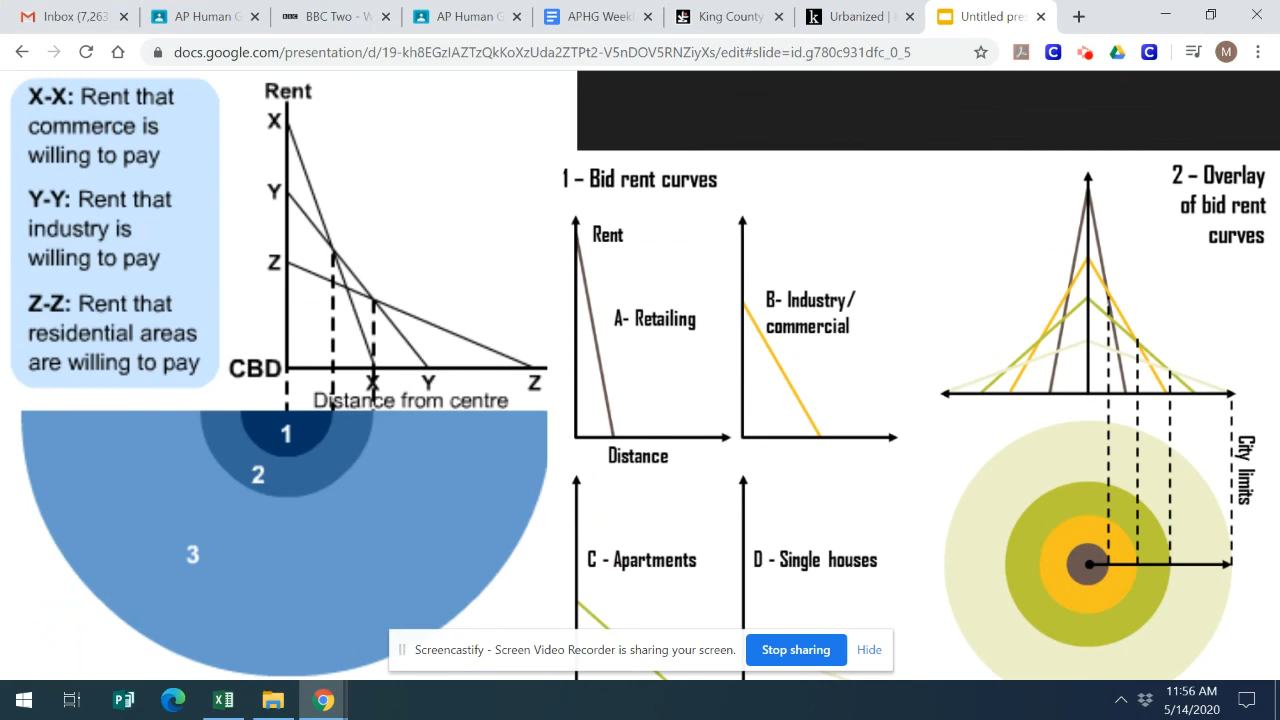 Inbox (7,263
AP Human G
BBC Two - W
AP Human G
APHG Week
King County
Urbanized |
Untitled pre
docs.google.com/presentation/d/19-kh8EGzIAZTzQkKoXzUda2ZTPt2-V5nDOV5RNZiyXs/edit#slide=id.g780c931dfc_0_5
M
X-X: Rent that
commerce is
willing to pay
Y-Y: Rent that
industry is
willing to pay
Z-Z: Rent that
residential areas
are willing to pay
Rent
X
Y
Z
CBD
X
Y
Z
Distance from centre
1
2
3
1 – Bid rent curves
Rent
A- Retailing
Distance
B- Industry/
commercial
C - Apartments
D - Single houses
2 – Overlay
of bid rent
curves
City limits
Screencastify - Screen Video Recorder is sharing your screen.
Stop sharing
Hide
11:56 AM
5/14/2020